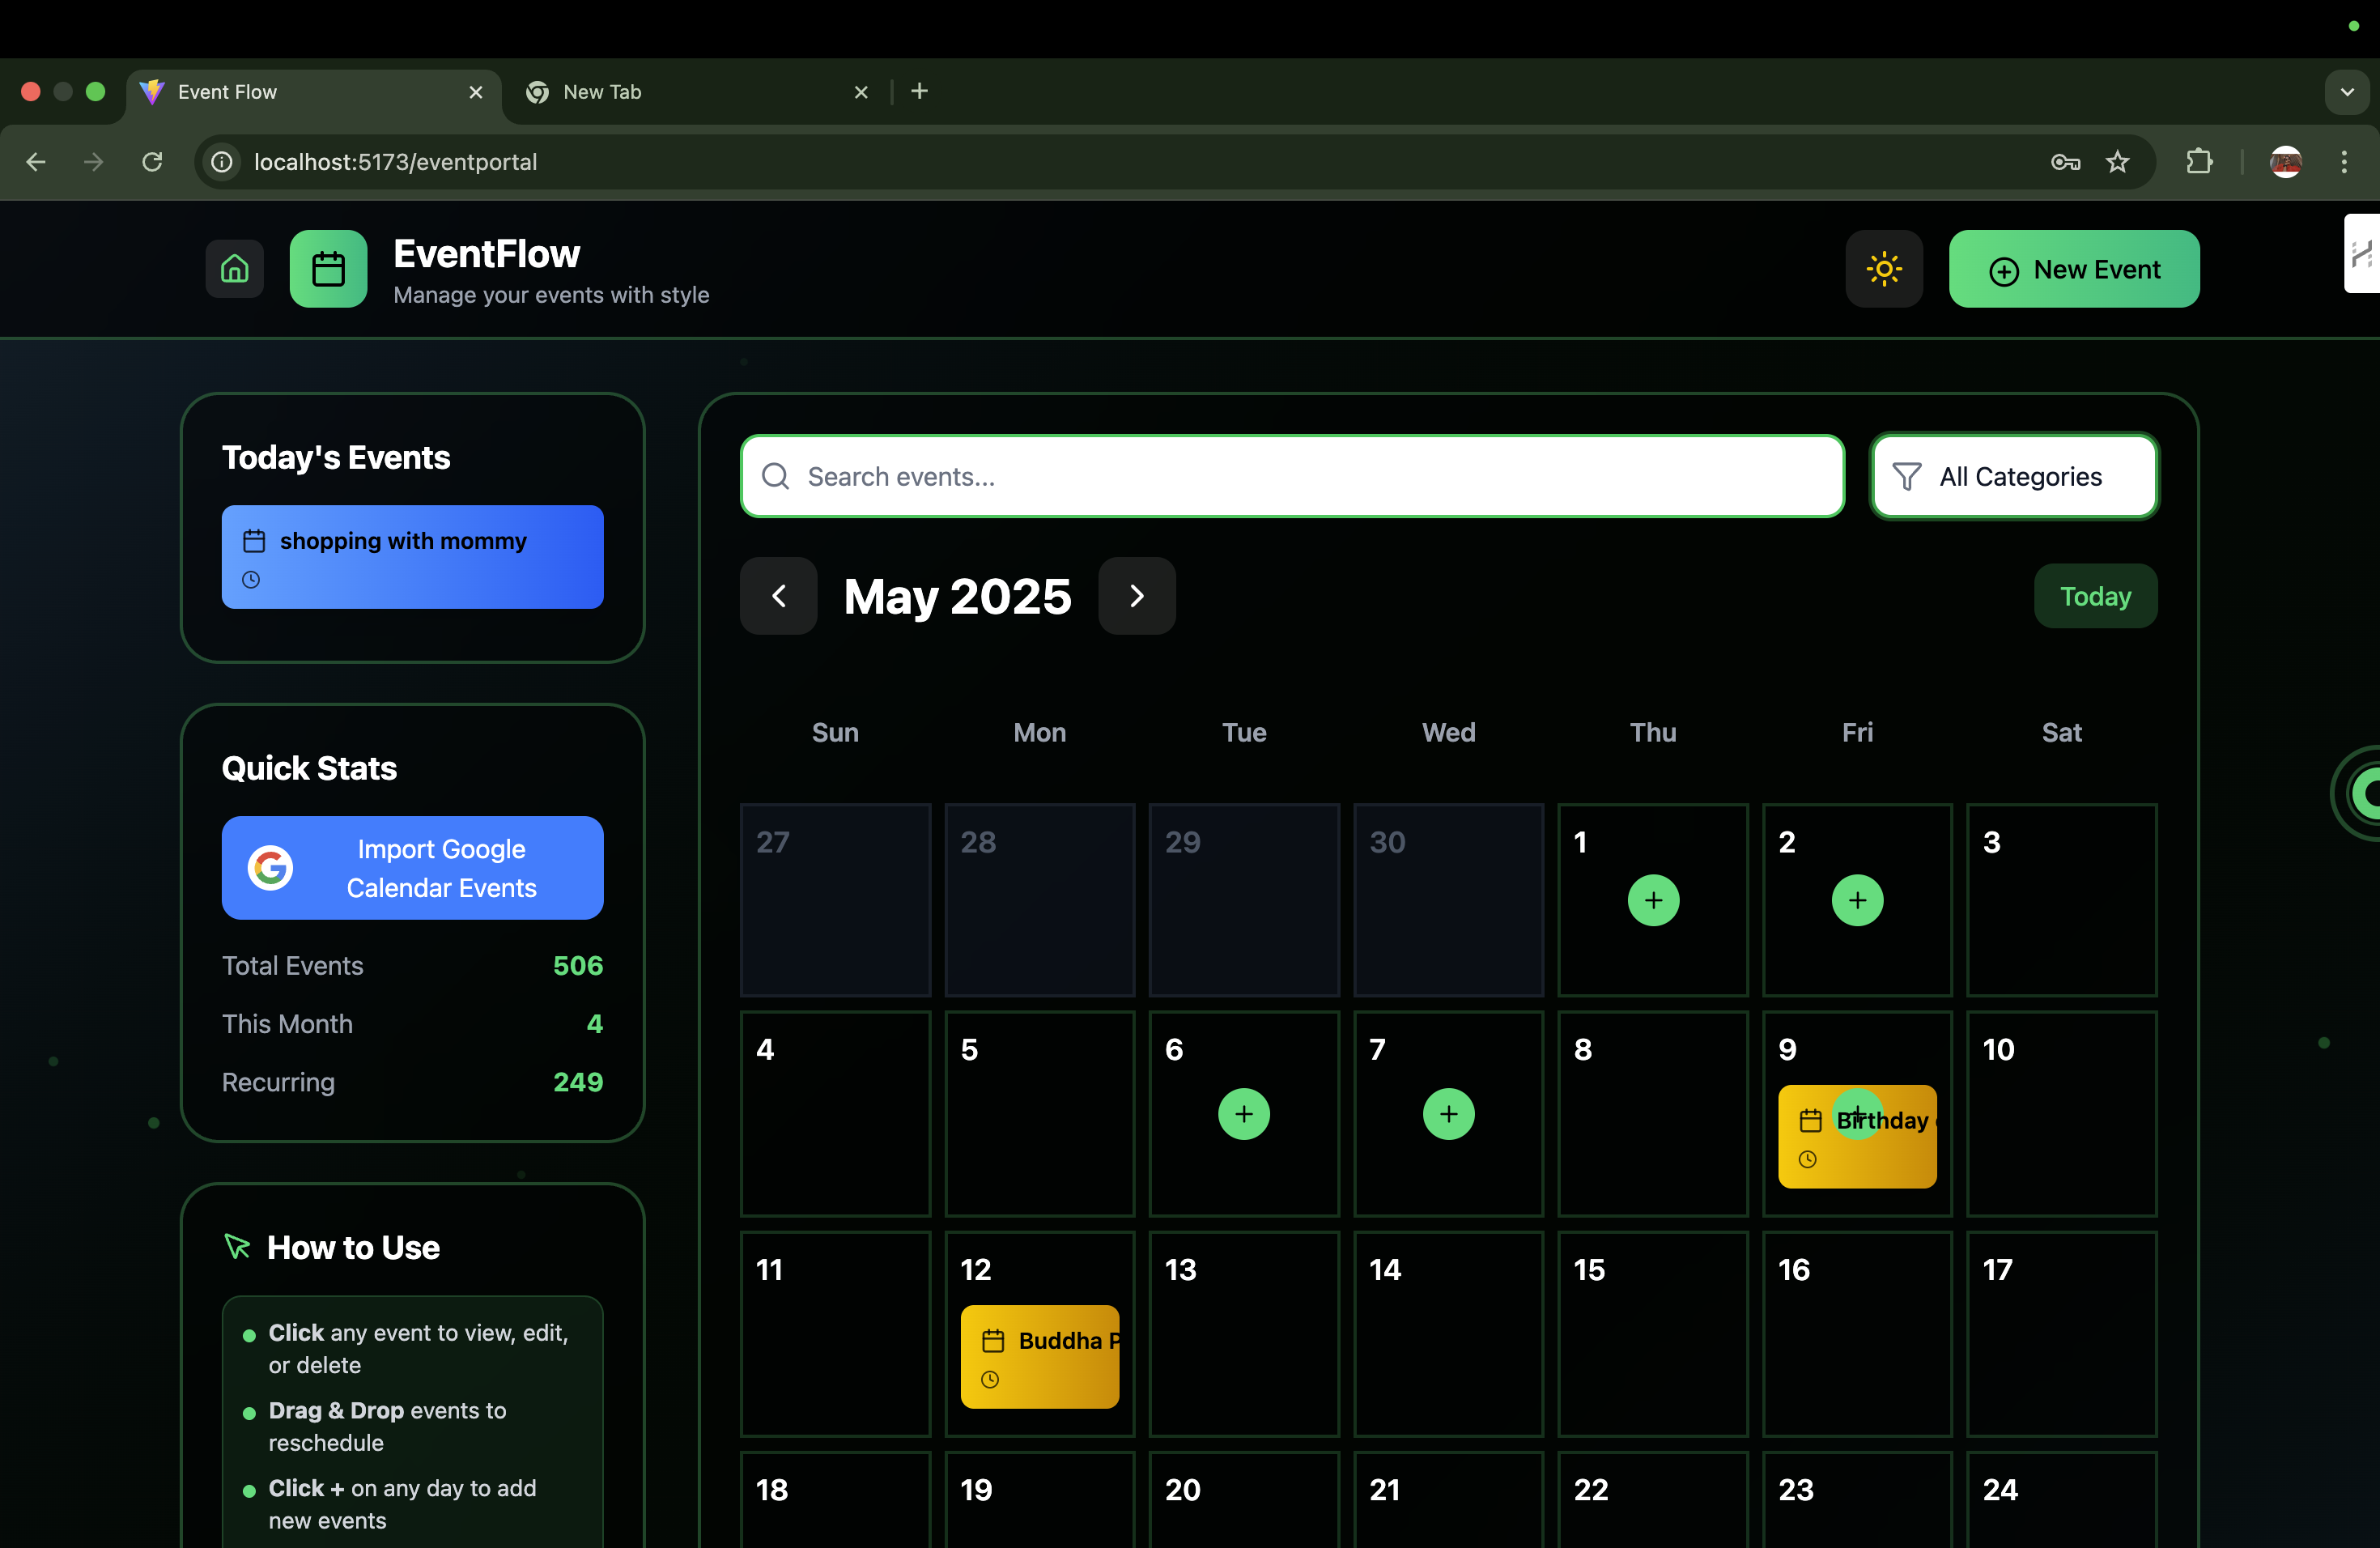 Event Flow
New Tab
localhost:5173/eventportal
EventFlow
Manage your events with style
New Event
Today's Events
shopping with mommy
Quick Stats
Import Google
Calendar Events
Total Events 506
This Month 4
Recurring 249
How to Use
Click any event to view, edit,
or delete
Drag & Drop events to
reschedule
Click + on any day to add
new events
Search events...
All Categories
May 2025
Today
Sun Mon Tue Wed Thu Fri Sat
27 28 29 30 1 2 3
4 5 6 7 8 9 10
Birthday
11 12 13 14 15 16 17
Buddha P
18 19 20 21 22 23 24